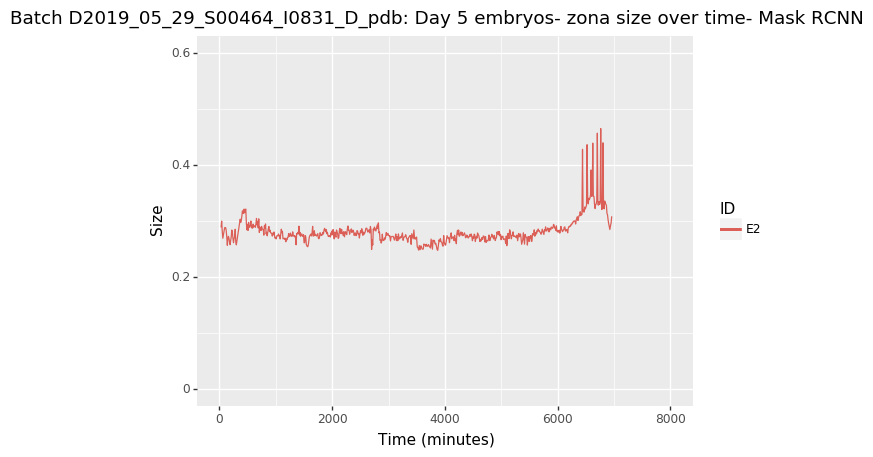 Batch D2019_05_29_S00464_I0831_D_pdb: Day 5 embryos- zona size over time- Mask RCNN
0.6
0.4
0.2
0
Size
0 2000 4000 6000 8000
Time (minutes)
ID
E2